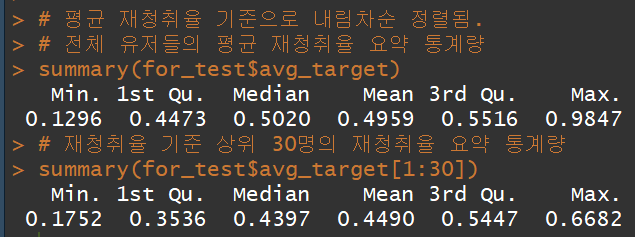 > # 평균 재청취율 기준으로 내림차순 정렬됨.
> # 전체 유저들의 평균 재청취율 요약 통계량
> summary(for_test$avg_target)
Min. 1st Qu. Median Mean 3rd Qu. Max.
0.1296 0.4473 0.5020 0.4959 0.5516 0.9847
> # 재청취율 기준 상위 30명의 재청취율 요약 통계량
> summary(for_test$avg_target[1:30])
Min. 1st Qu. Median Mean 3rd Qu. Max.
0.1752 0.3536 0.4397 0.4490 0.5447 0.6682